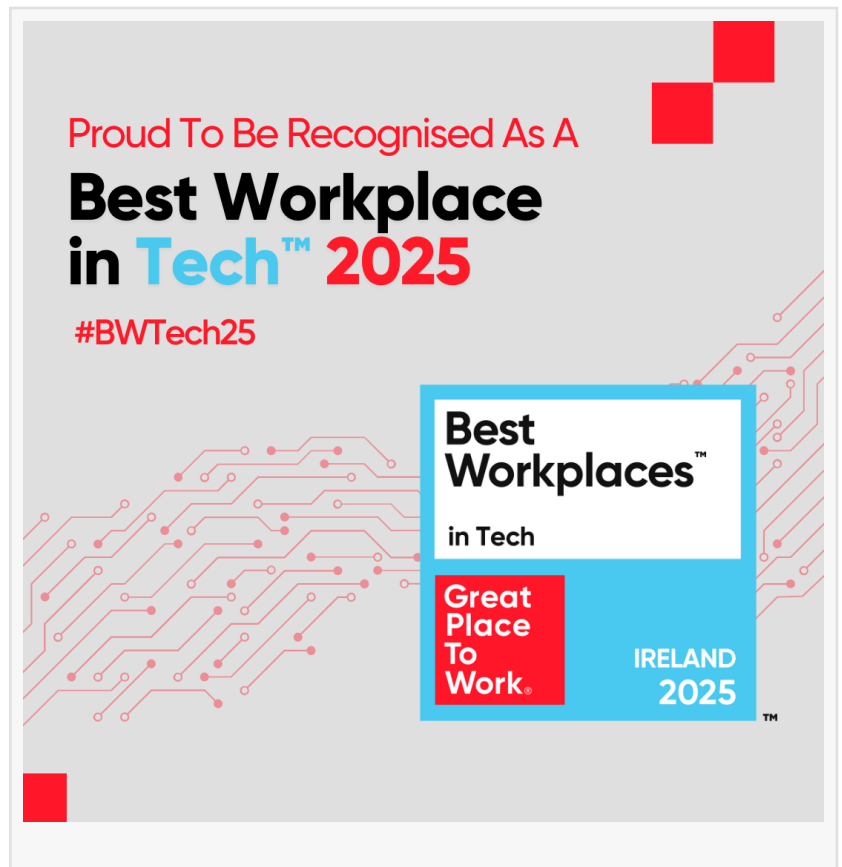 Proud To Be Recognised As A
Best Workplace
in Tech™ 2025
#BWTech25
Best
Workplaces™
in Tech
Great
Place
To
Work®
IRELAND
2025
™